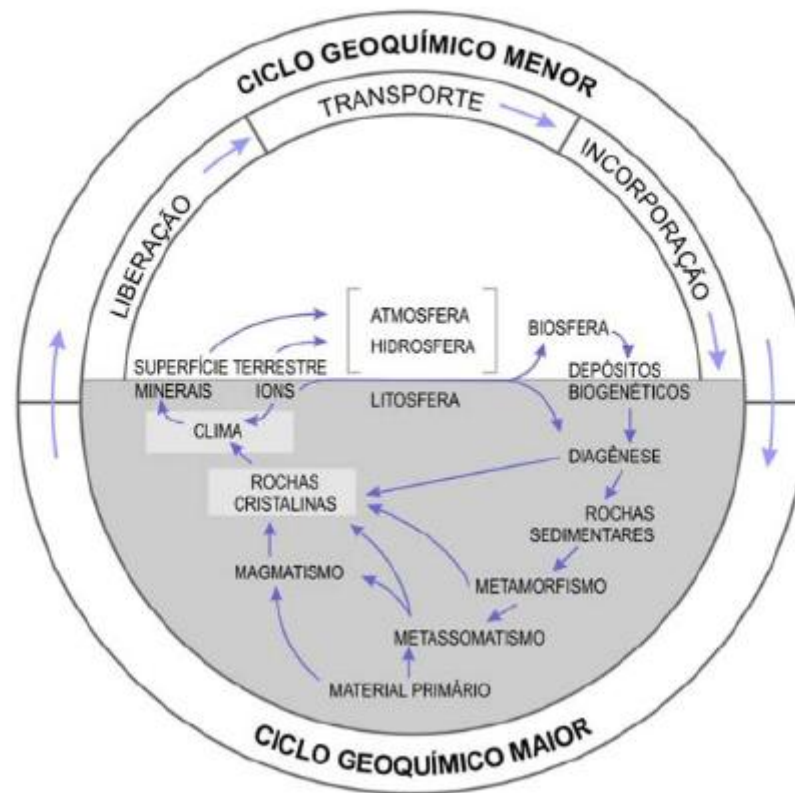 CICLO GEOQUÍMICO MENOR
TRANSPORTE
LIBERAÇÃO
INCORPORAÇÃO
ATMOSFERA
HIDROSFERA
BIOSFERA
SUPERFÍCIE TERRESTRE
DEPÓSITOS
BIOGENÉTICOS
MINERAIS
IONS
LITOSFERA
CLIMA
DIAGÊNESE
ROCHAS
CRISTALINAS
ROCHAS
SEDIMENTARES
MAGMATISMO
METAMORFISMO
METASSOMATISMO
MATERIAL PRIMÁRIO
CICLO GEOQUÍMICO MAIOR